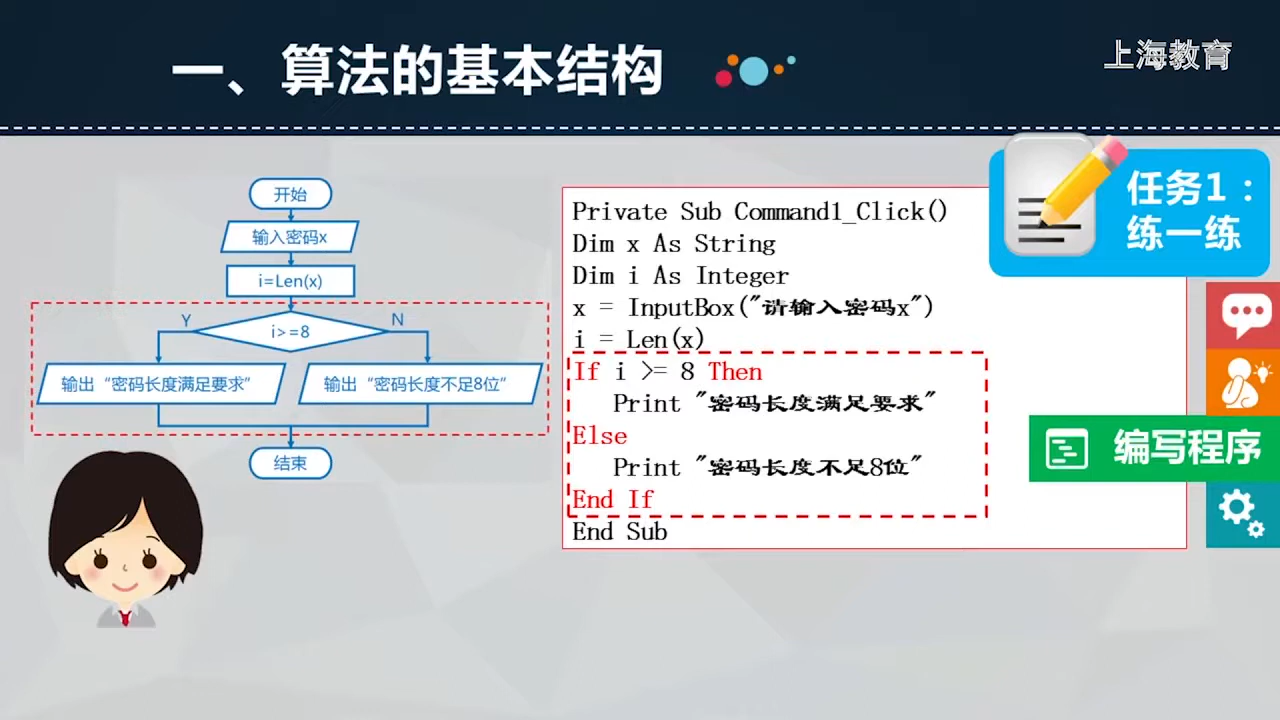 一、算法的基本结构
上海教育
开始
输入密码x
i=Len(x)
Y
i>=8
N
输出“密码长度满足要求”
输出“密码长度不足8位”
结束
Private Sub Command1_Click()
Dim x As String
Dim i As Integer
x = InputBox("请输入密码x")
i = Len(x)
If i >= 8 Then
Print "密码长度满足要求"
Else
Print "密码长度不足8位"
End If
End Sub
任务1：
练一练
编写程序